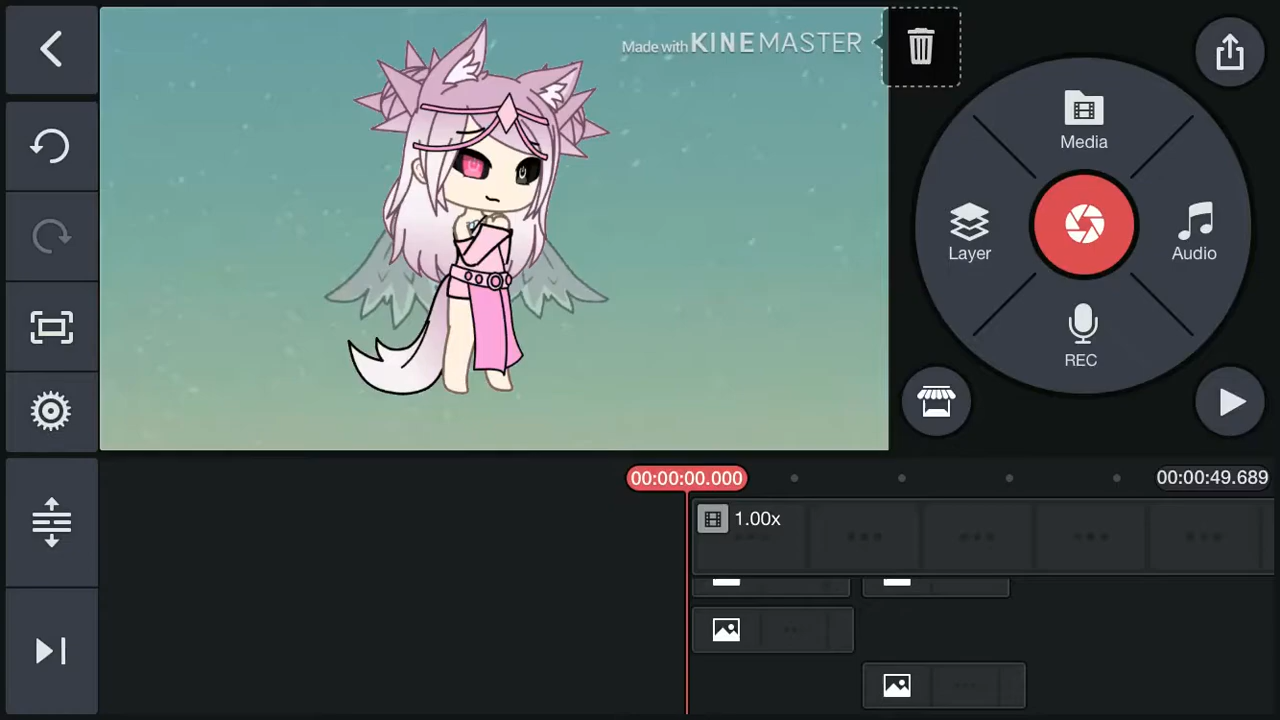 Made with KINEMASTER
Media
Layer
Audio
REC
00:00:00.000
00:00:49.689
1.00x